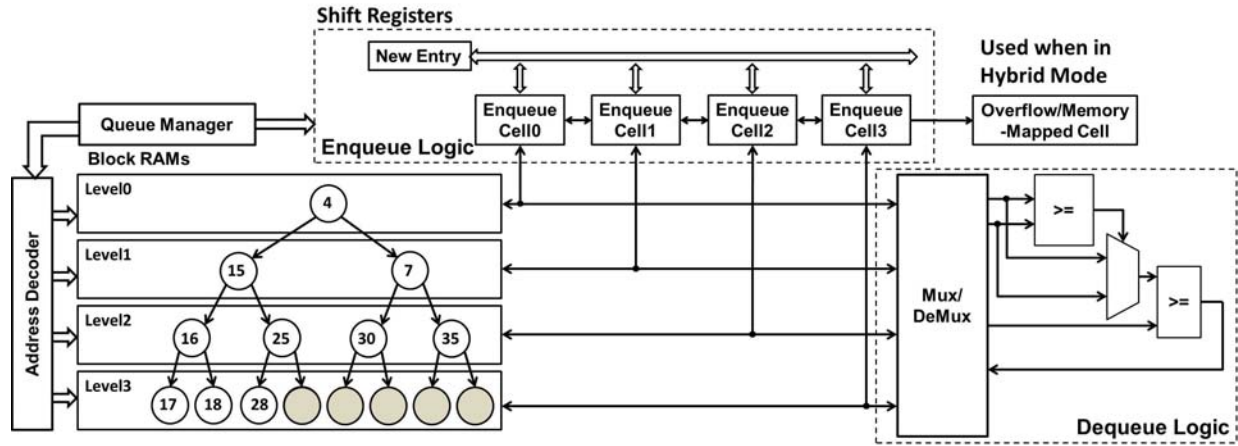 Shift Registers
New Entry
Used when in
Hybrid Mode
Queue Manager
Enqueue
Cell0
Enqueue
Cell1
Enqueue
Cell2
Enqueue
Cell3
Overflow/Memory
-Mapped Cell
Enqueue Logic
Block RAMs
Address Decoder
Level0
4
Level1
15
7
Level2
16
25
30
35
Level3
17
18
28
Mux/
DeMux
>=
>=
Dequeue Logic